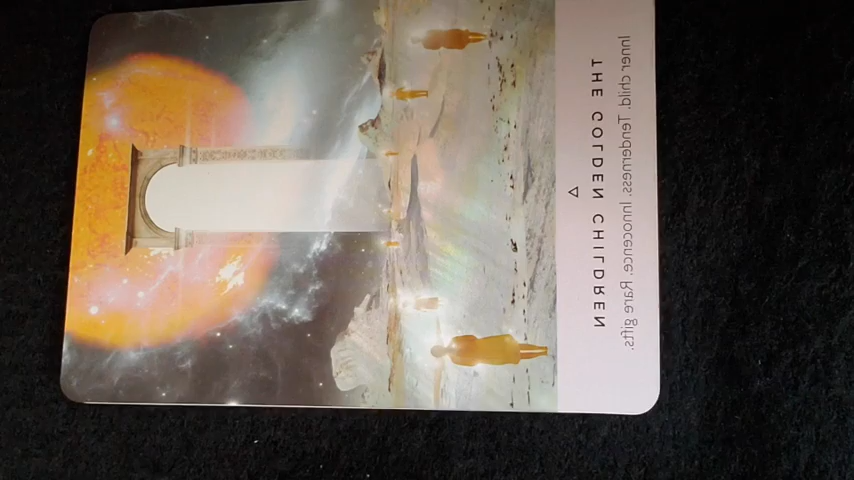 THE GOLDEN CHILDREN
Inner child. Tenderness. Innocence. Rare gifts.